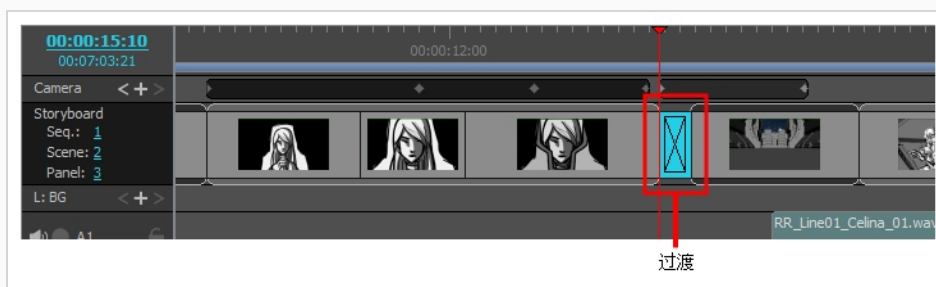 00:00:15:10
00:07:03:21
00:00:12:00
Camera < + >
Storyboard
Seq.: 1
Scene: 2
Panel: 3
L: BG < + >
A1
RR_Line01_Celina_01.wav
过渡